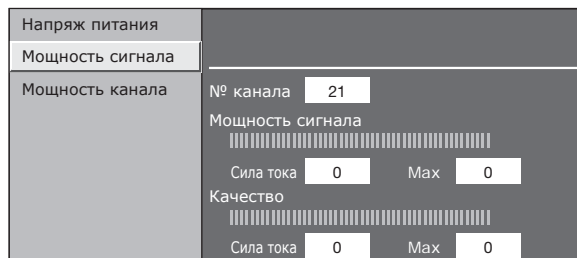 Напряж питания
Мощность сигнала
Мощность канала
№ канала 21
Мощность сигнала
Сила тока 0 Max 0
Качество
Сила тока 0 Max 0